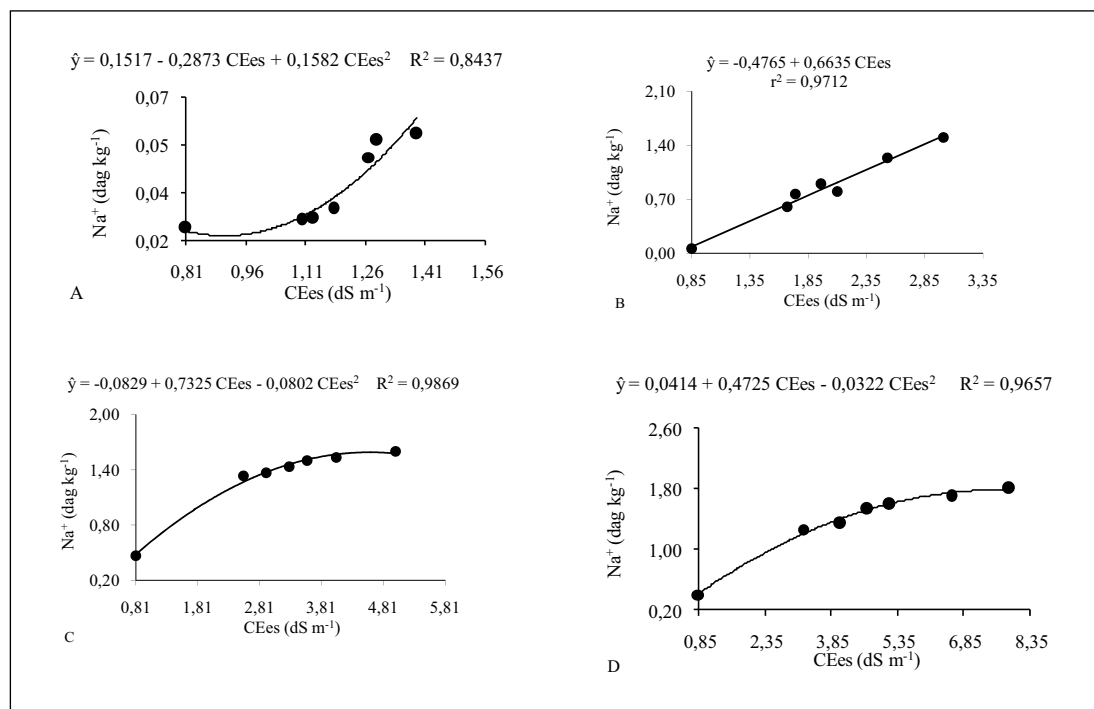 ŷ = 0,1517 - 0,2873 CEes + 0,1582 CEes² R² = 0,8437
0,07
0,05
0,04
0,02
Na⁺ (dag kg⁻¹)
0,81 0,96 1,11 1,26 1,41 1,56
CEes (dS m⁻¹)
A
ŷ = -0,4765 + 0,6635 CEes
r² = 0,9712
2,10
1,40
0,70
0,00
Na⁺ (dag kg⁻¹)
0,85 1,35 1,85 2,35 2,85 3,35
CEes (dS m⁻¹)
B
ŷ = -0,0829 + 0,7325 CEes - 0,0802 CEes² R² = 0,9869
2,00
1,40
0,80
0,20
Na⁺ (dag kg⁻¹)
0,81 1,81 2,81 3,81 4,81 5,81
CEes (dS m⁻¹)
C
ŷ = 0,0414 + 0,4725 CEes - 0,0322 CEes² R² = 0,9657
2,60
1,80
1,00
0,20
Na⁺ (dag kg⁻¹)
0,85 2,35 3,85 5,35 6,85 8,35
CEes (dS m⁻¹)
D